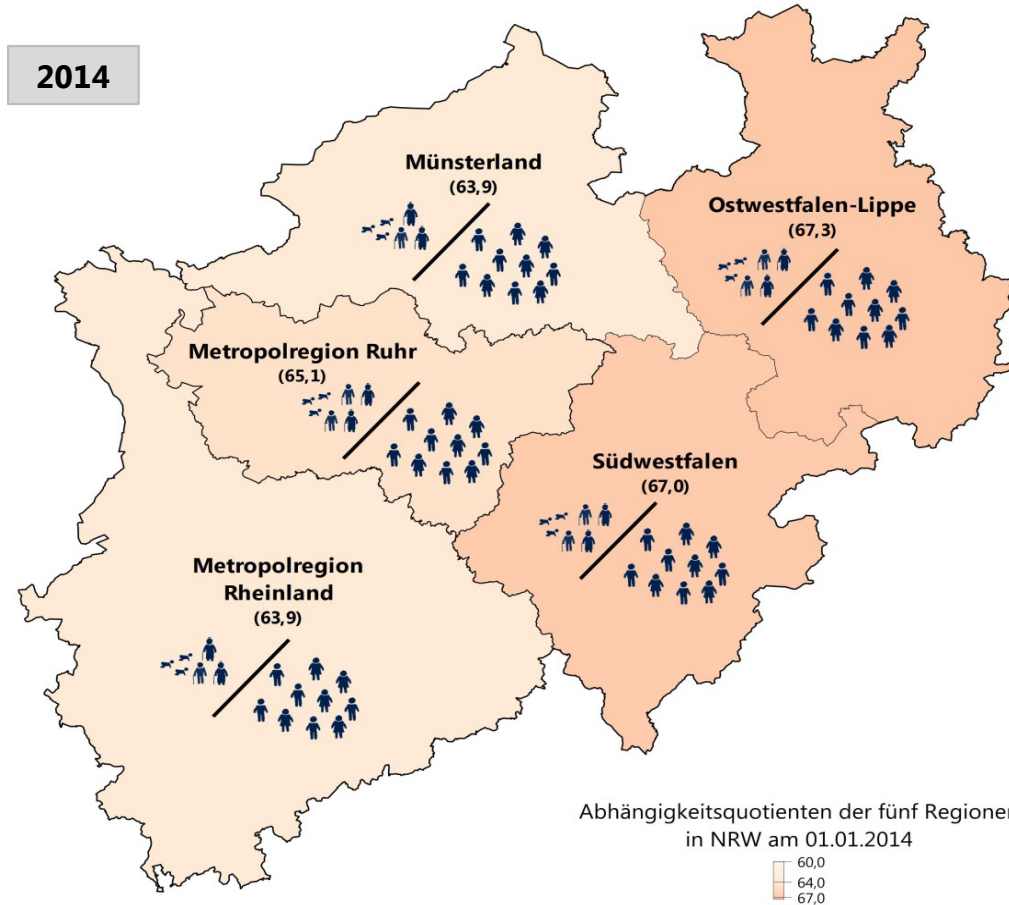 2014
Münsterland
(63,9)
Ostwestfalen-Lippe
(67,3)
Metropolregion Ruhr
(65,1)
Südwestfalen
(67,0)
Metropolregion
Rheinland
(63,9)
Abhängigkeitsquotienten der fünf Regionen
in NRW am 01.01.2014
60,0
64,0
67,0